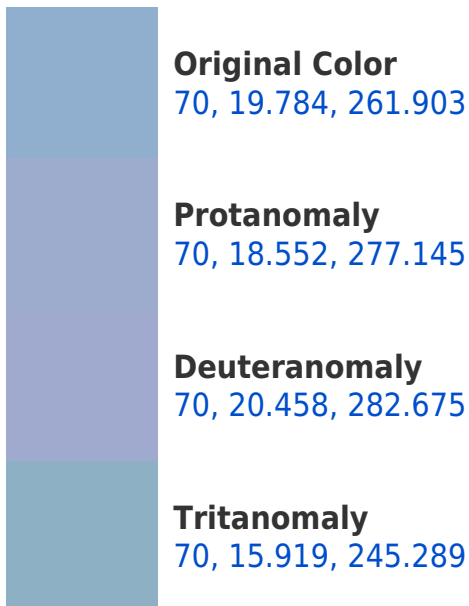 Original Color
70, 19.784, 261.903
Protanomaly
70, 18.552, 277.145
Deuteranomaly
70, 20.458, 282.675
Tritanomaly
70, 15.919, 245.289